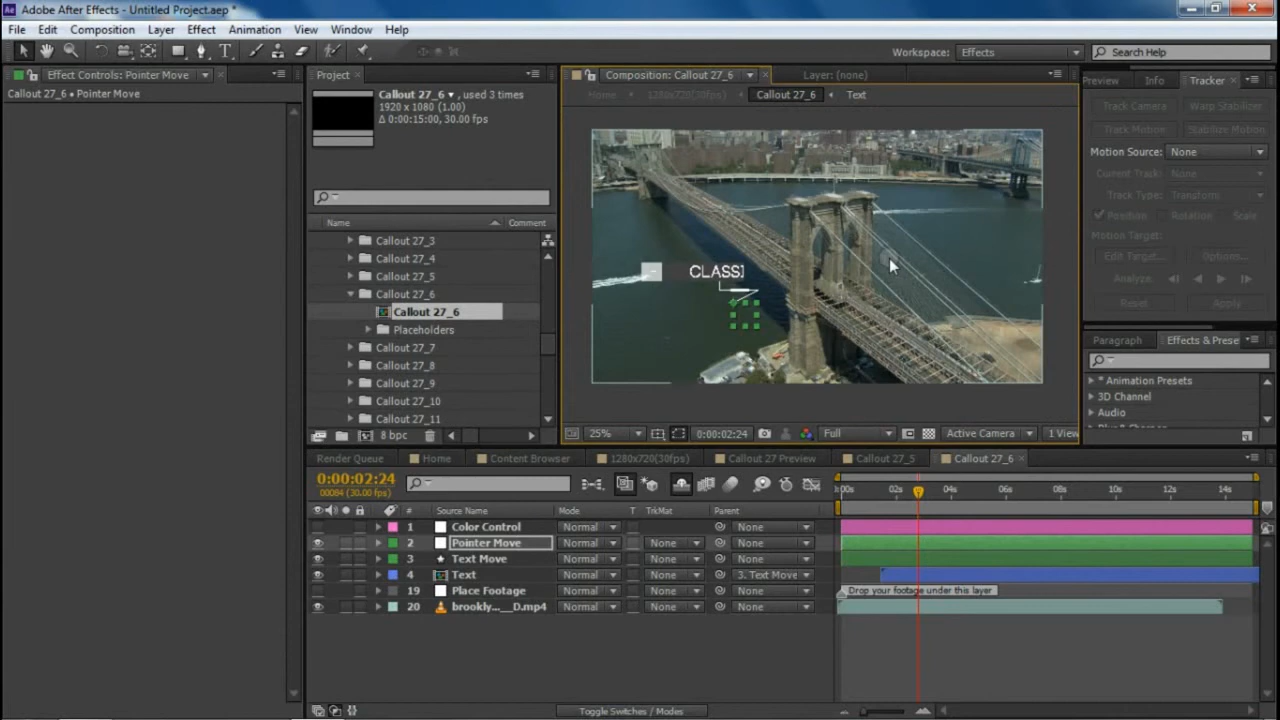 Adobe After Effects - Untitled Project.aep *
File Edit Composition Layer Effect Animation View Window Help
Workspace: Effects Search Help
Effect Controls: Pointer Move
Callout 27_6 • Pointer Move
Project
Callout 27_6 ▾, used 3 times
1920 x 1080 (1.00)
Δ 0:00:15:00, 30.00 fps
Name Comment
Callout 27_3
Callout 27_4
Callout 27_5
Callout 27_6
Callout 27_6
Placeholders
Callout 27_7
Callout 27_8
Callout 27_9
Callout 27_10
Callout 27_11
8 bpc
Composition: Callout 27_6 Layer: (none)
Home 1280x720(30fps) Callout 27_6 Text
CLASSI
25% 0:00:02:24 Full Active Camera 1 View
Preview Info Tracker
Track Camera Warp Stabilizer
Track Motion Stabilize Motion
Motion Source: None
Current Track: None
Track Type: Transform
Position Rotation Scale
Motion Target:
Edit Target... Options...
Analyze:
Reset Apply
Paragraph Effects & Prese
* Animation Presets
3D Channel
Audio
Render Queue Home Content Browser 1280x720(30fps) Callout 27 Preview Callout 27_5 Callout 27_6
0:00:02:24
00084 (30.00 fps)
:00s 02s 04s 06s 08s 10s 12s 14s
# Source Name Mode T TrkMat Parent
1 Color Control Normal None
2 Pointer Move Normal None None
3 Text Move Normal None None
4 Text Normal None 3. Text Move
19 Place Footage Normal None None
Drop your footage under this layer
20 brookly...__D.mp4 Normal None None
Toggle Switches / Modes